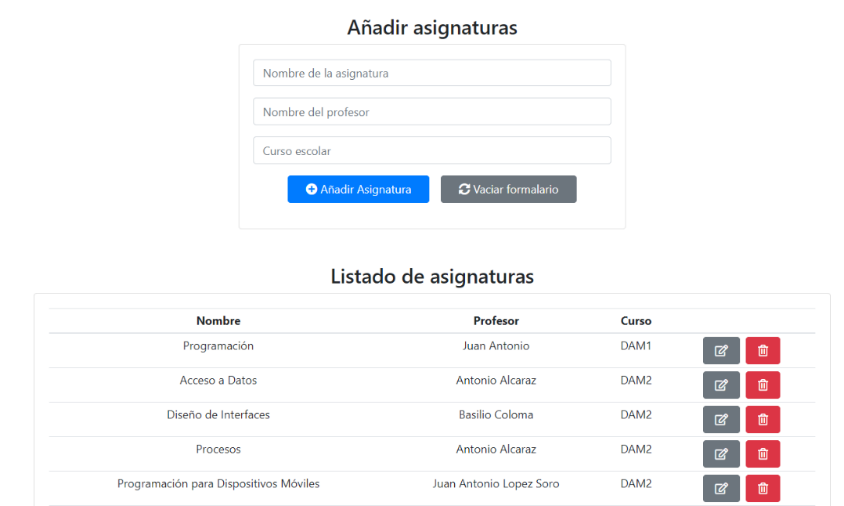 Añadir asignaturas
Nombre de la asignatura
Nombre del profesor
Curso escolar
Añadir Asignatura Vaciar formalario
Listado de asignaturas
Nombre Profesor Curso
Programación Juan Antonio DAM1
Acceso a Datos Antonio Alcaraz DAM2
Diseño de Interfaces Basilio Coloma DAM2
Procesos Antonio Alcaraz DAM2
Programación para Dispositivos Móviles Juan Antonio Lopez Soro DAM2